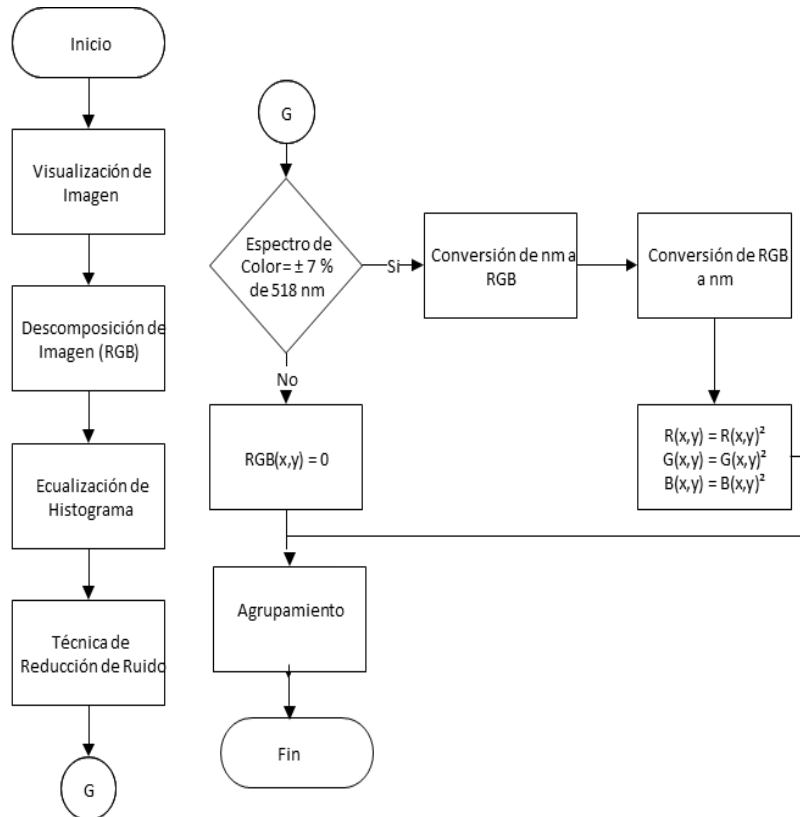 Inicio
Visualización de
Imagen
Descomposición de
Imagen (RGB)
Ecualización de
Histograma
Técnica de
Reducción de Ruido
G
G
Espectro de
Color= ± 7 %
de 518 nm
Si
Conversión de nm a
RGB
Conversión de RGB
a nm
R(x,y) = R(x,y)²
G(x,y) = G(x,y)²
B(x,y) = B(x,y)²
No
RGB(x,y) = 0
Agrupamiento
Fin